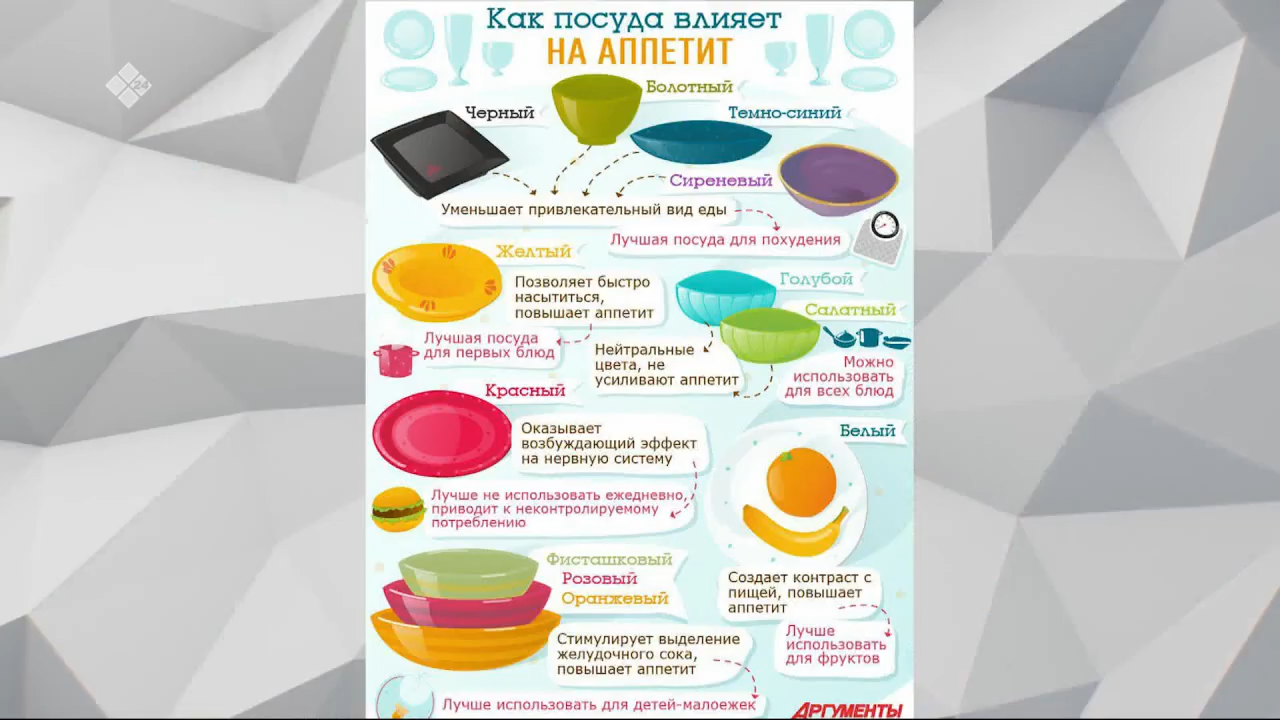 Как посуда влияет
НА АППЕТИТ
24
Болотный
Черный
Темно-синий
Сиреневый
Уменьшает привлекательный вид еды
Лучшая посуда для похудения
Желтый
Позволяет быстро
насытиться,
повышает аппетит
Лучшая посуда
для первых блюд
Голубой
Салатный
Нейтральные
цвета, не
усиливают аппетит
Можно
использовать
для всех блюд
Красный
Оказывает
возбуждающий эффект
на нервную систему
Лучше не использовать ежедневно,
приводит к неконтролируемому
потреблению
Белый
Создает контраст с
пищей, повышает
аппетит
Лучше
использовать
для фруктов
Фисташковый
Розовый
Оранжевый
Стимулирует выделение
желудочного сока,
повышает аппетит
Лучше использовать для детей-малоежек
АРГУМЕНТЫ